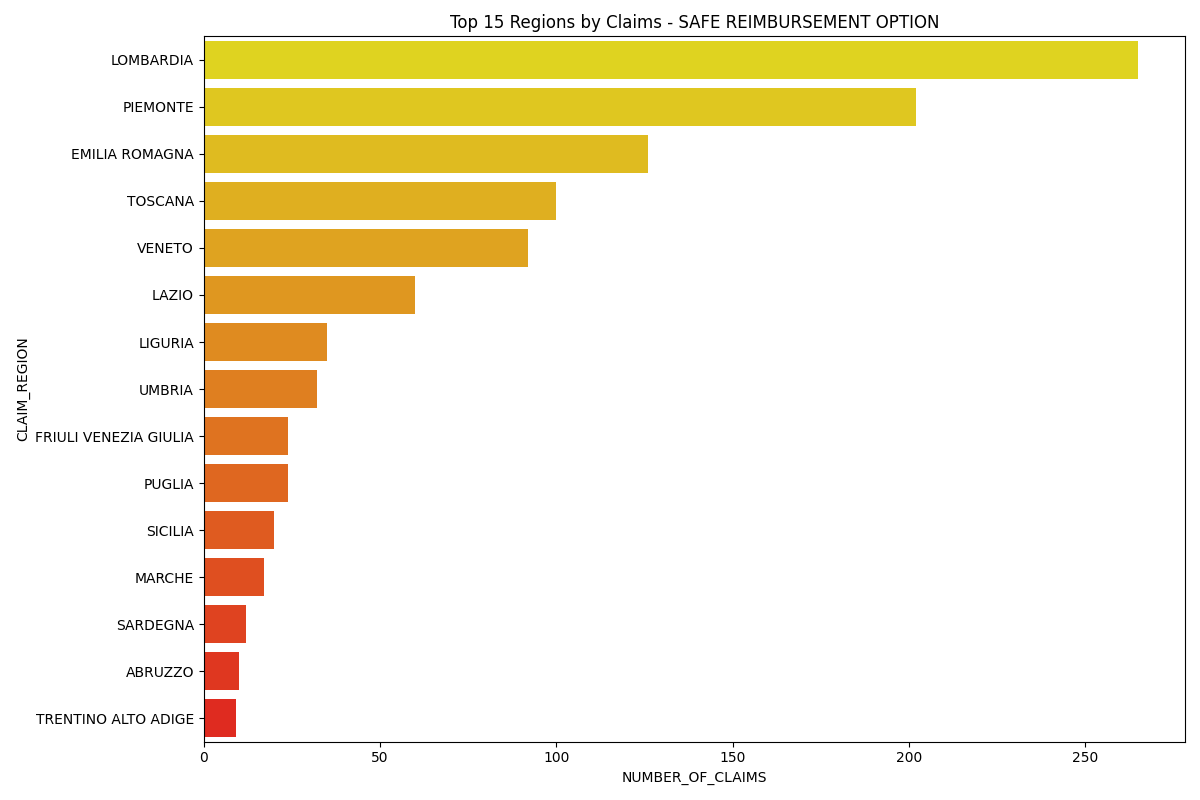 Top 15 Regions by Claims - SAFE REIMBURSEMENT OPTION
CLAIM_REGION
LOMBARDIA
PIEMONTE
EMILIA ROMAGNA
TOSCANA
VENETO
LAZIO
LIGURIA
UMBRIA
FRIULI VENEZIA GIULIA
PUGLIA
SICILIA
MARCHE
SARDEGNA
ABRUZZO
TRENTINO ALTO ADIGE
0 50 100 150 200 250
NUMBER_OF_CLAIMS